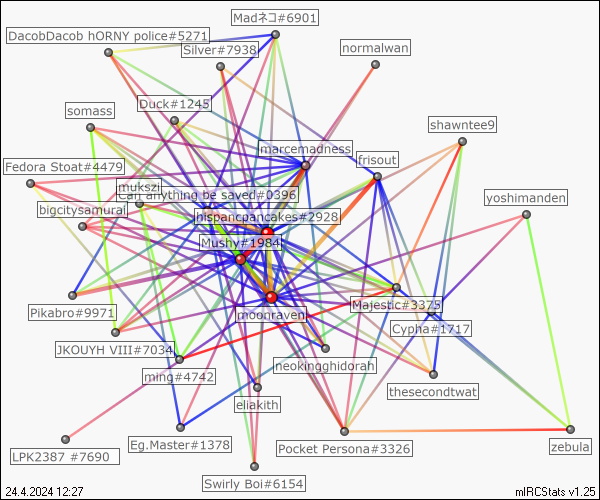 Madネコ#6901
DacobDacob hORNY police#5271
Silver#7938
normalwan
somass
Duck#1245
shawntee9
marcemadness
frisout
Fedora Stoat#4479
mukszi
Can anything be saved#0396
yoshimanden
bigcitysamurai
hispancpancakes#2928
Mushy#1984
Pikabro#9971
moonraven
Majestic#3375
Cypha#1717
JKOUYH VIII#7034
neokingghidorah
ming#4742
thesecondtwat
eliakith
Eg.Master#1378
Pocket Persona#3326
zebula
LPK2387 #7690
Swirly Boi#6154
24.4.2024 12:27
mIRCStats v1.25